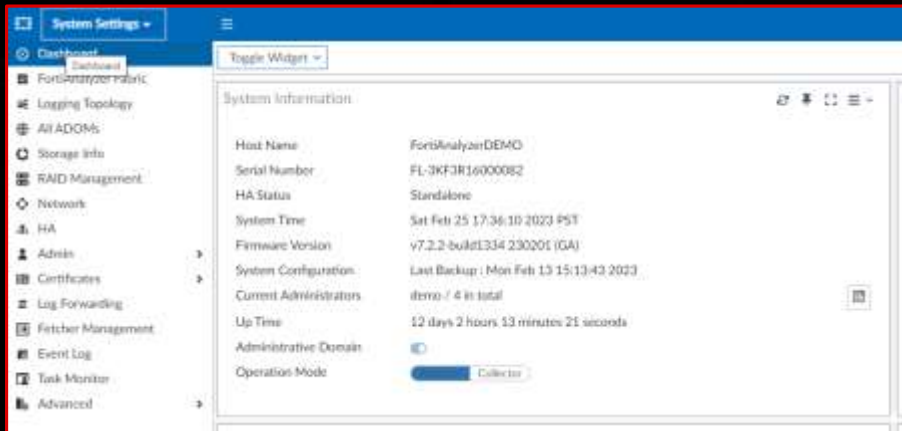 System Settings
Dashboard
Dashboard
FortiAnalyzer Fabric
Logging Topology
All ADOMs
Storage Info
RAID Management
Network
HA
Admin
Certificates
Log Forwarding
Fetcher Management
Event Log
Task Monitor
Advanced
Toggle Widget
System Information
Host Name FortiAnalyzerDEMO
Serial Number FL-3KF3R16000082
HA Status Standalone
System Time Sat Feb 25 17:36:10 2023 PST
Firmware Version v7.2.2-build1334 230201 (GA)
System Configuration Last Backup : Mon Feb 13 15:13:43 2023
Current Administrators demo / 4 in total
Up Time 12 days 2 hours 13 minutes 21 seconds
Administrative Domain
Operation Mode Collector